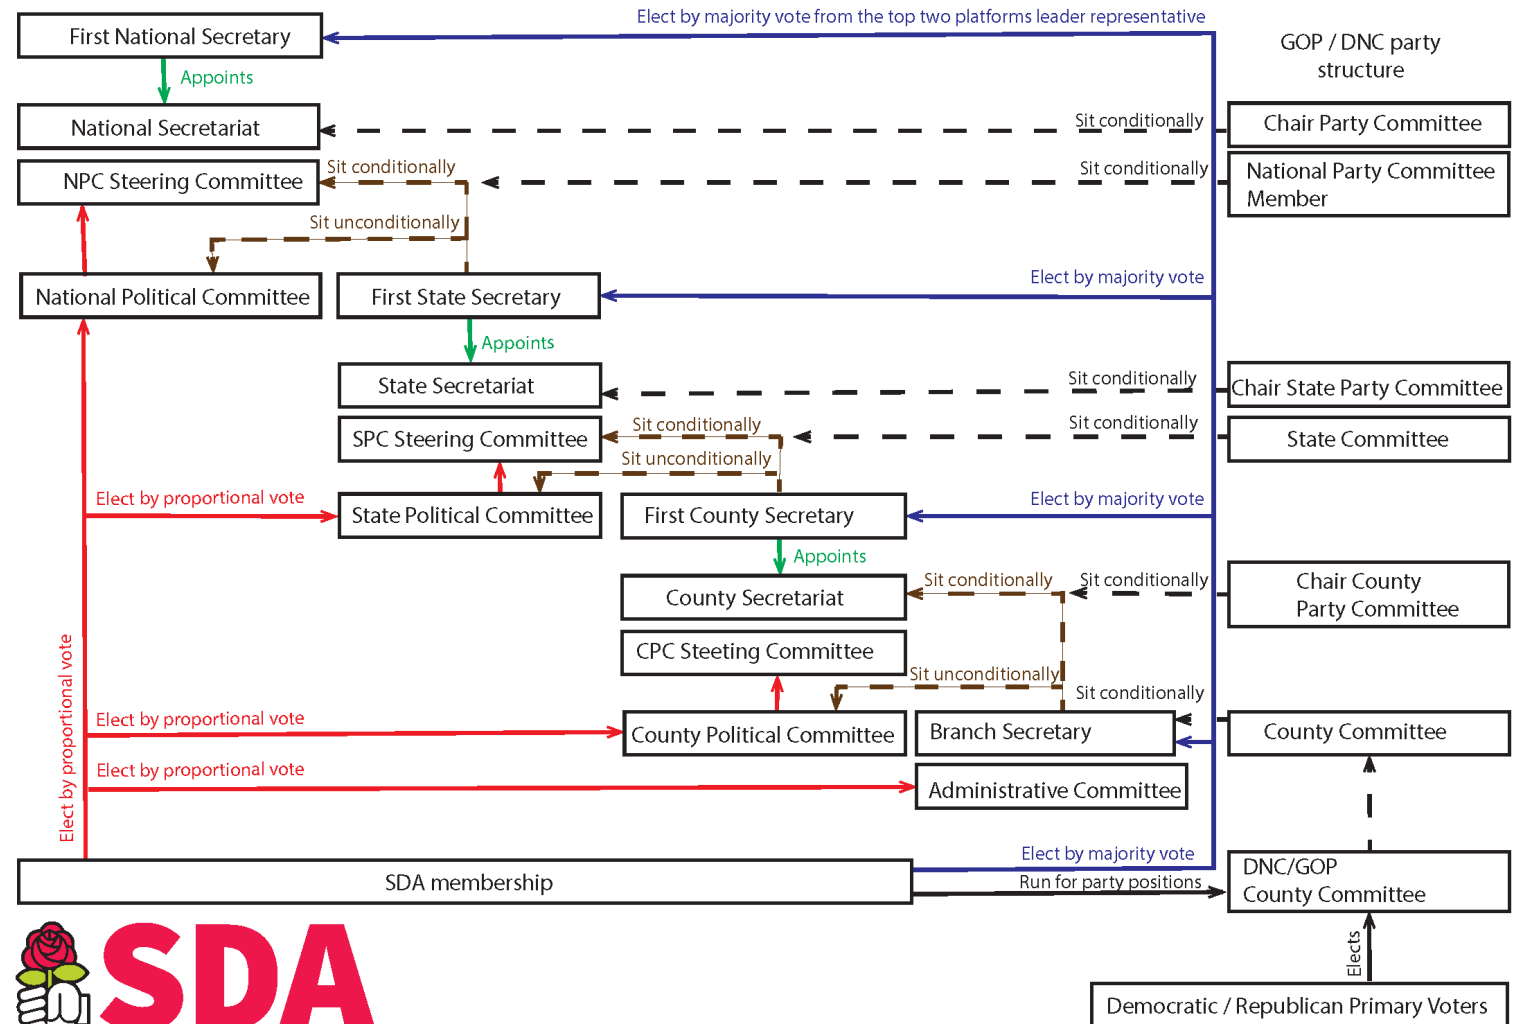 Elect by majority vote from the top two platforms leader representative
First National Secretary
GOP / DNC party
structure
Appoints
National Secretariat
Sit conditionally
Chair Party Committee
NPC Steering Committee
Sit conditionally
Sit conditionally
National Party Committee
Member
Sit unconditionally
National Political Committee
First State Secretary
Elect by majority vote
Appoints
State Secretariat
Sit conditionally
Chair State Party Committee
SPC Steering Committee
Sit conditionally
Sit conditionally
State Committee
Sit unconditionally
Elect by proportional vote
State Political Committee
First County Secretary
Elect by majority vote
Appoints
County Secretariat
Sit conditionally
Sit conditionally
Chair County
Party Committee
CPC Steeting Committee
Sit unconditionally
Sit conditionally
Elect by proportional vote
Elect by proportional vote
County Political Committee
Branch Secretary
County Committee
Elect by proportional vote
Administrative Committee
Elect by majority vote
SDA membership
Run for party positions
DNC/GOP
County Committee
Elects
SDA
Democratic / Republican Primary Voters